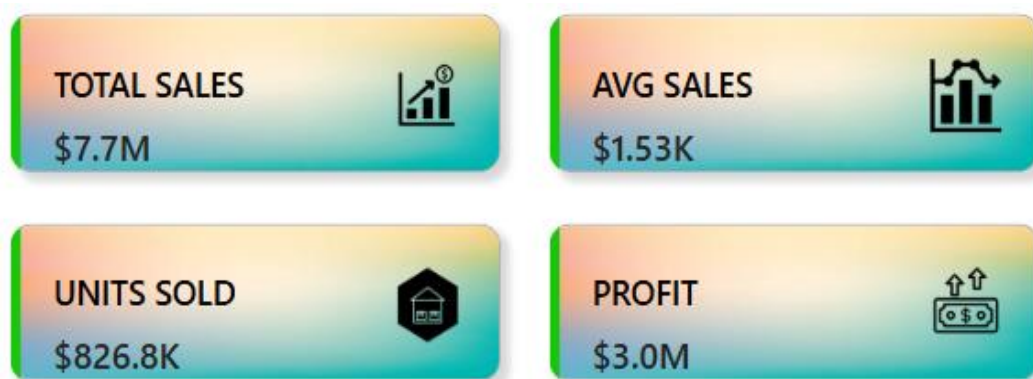 TOTAL SALES
$7.7M
AVG SALES
$1.53K
UNITS SOLD
$826.8K
PROFIT
$3.0M